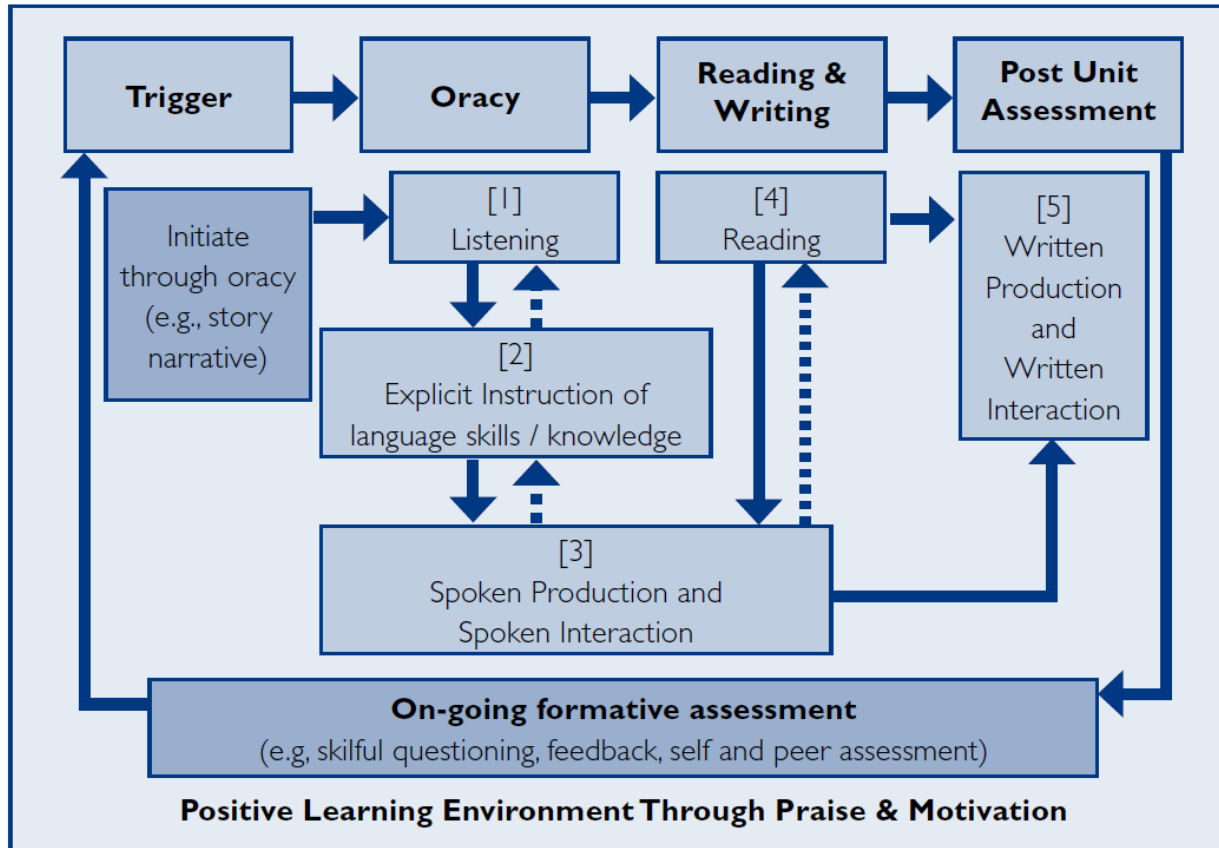 Trigger
Oracy
Reading &
Writing
Post Unit
Assessment
Initiate
through oracy
(e.g., story
narrative)
[1]
Listening
[4]
Reading
[5]
Written
Production
and
Written
Interaction
[2]
Explicit Instruction of
language skills / knowledge
[3]
Spoken Production and
Spoken Interaction
On-going formative assessment
(e.g, skilful questioning, feedback, self and peer assessment)
Positive Learning Environment Through Praise & Motivation